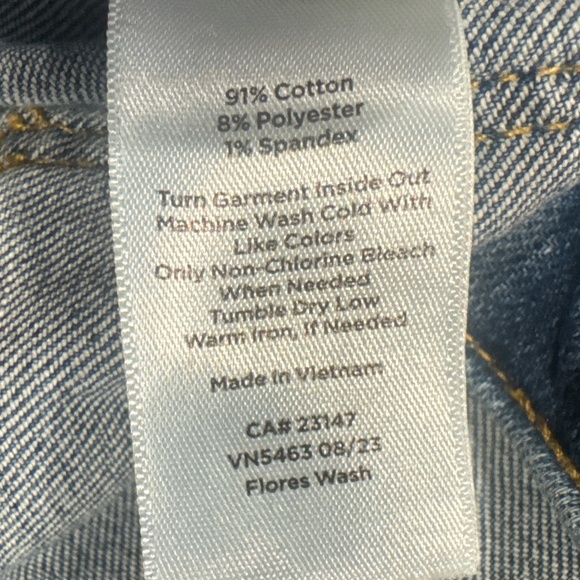 91% Cotton
8% Polyester
1% Spandex
Turn Garment Inside Out
Machine Wash Cold With
Like Colors
Only Non-Chlorine Bleach
When Needed
Tumble Dry Low
Warm Iron, If Needed
Made In Vietnam
CA# 23147
VN5463 08/23
Flores Wash